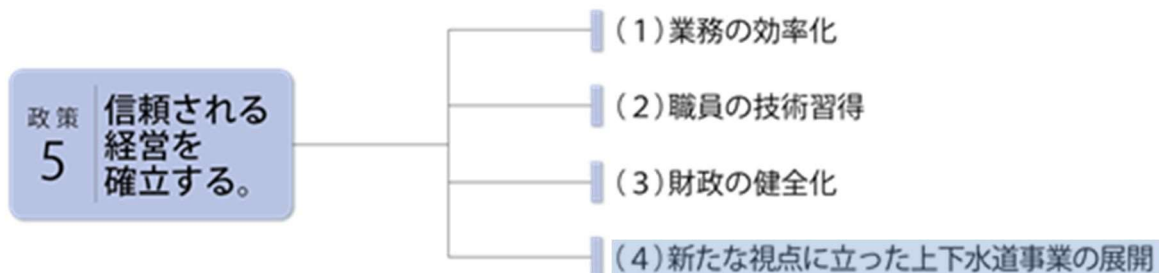 政策
5
信頼される
経営を
確立する。
(1)業務の効率化
(2)職員の技術習得
(3)財政の健全化
(4)新たな視点に立った上下水道事業の展開